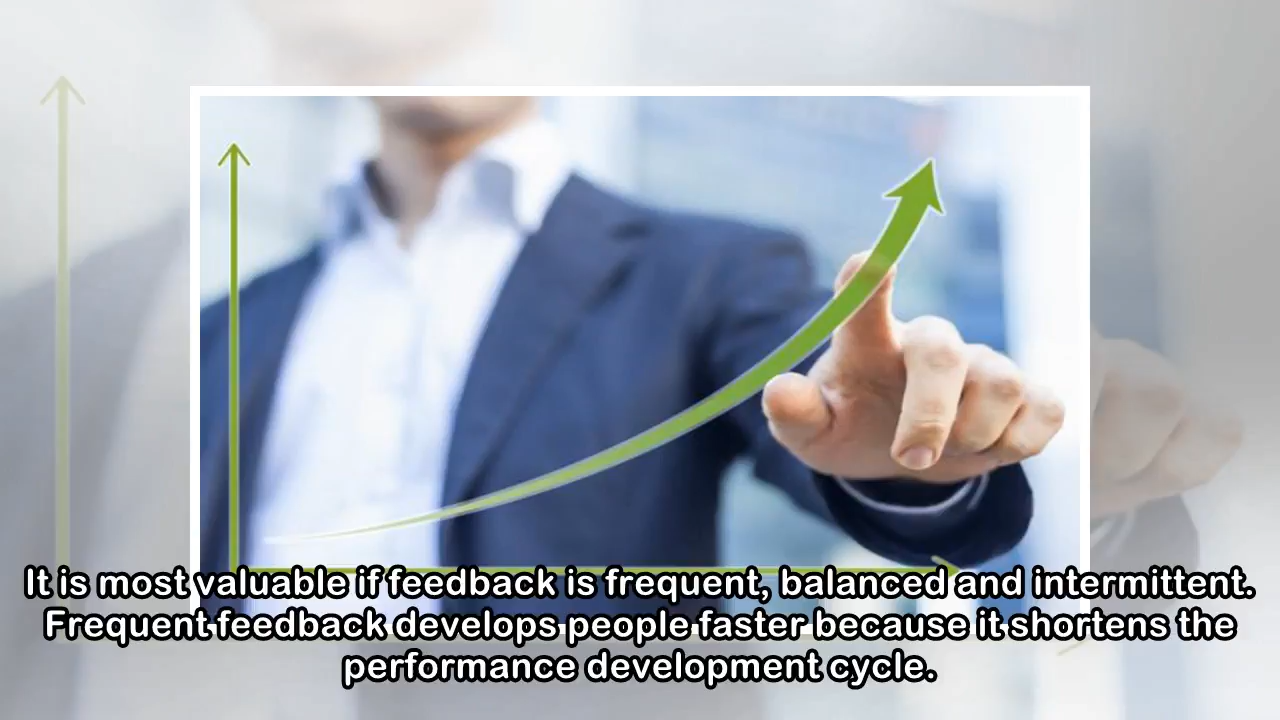 It is most valuable if feedback is frequent, balanced and intermittent.
Frequent feedback develops people faster because it shortens the
performance development cycle.